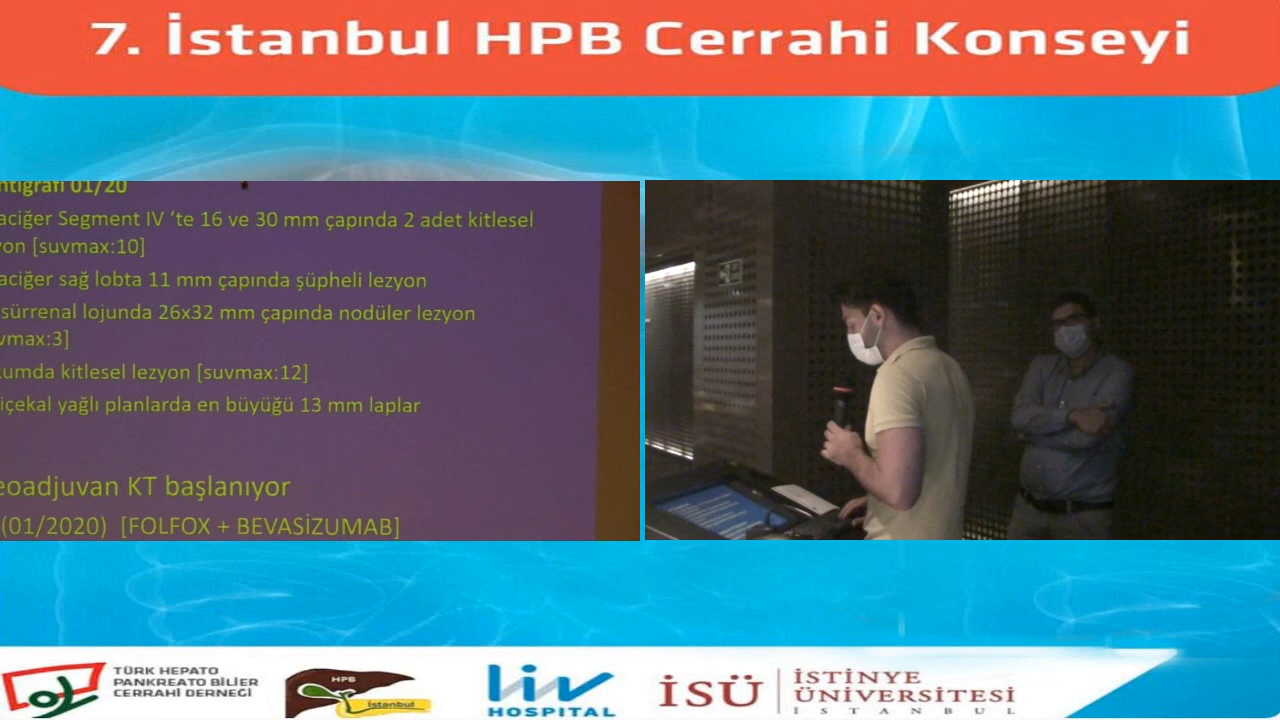 7. İstanbul HPB Cerrahi Konseyi
ntigrafi 01/20
aciğer Segment IV ‘te 16 ve 30 mm çapında 2 adet kitlesel
yon [suvmax:10]
aciğer sağ lobta 11 mm çapında şüpheli lezyon
sürrenal lojunda 26x32 mm çapında nodüler lezyon
vmax:3]
kumda kitlesel lezyon [suvmax:12]
içekal yağlı planlarda en büyüğü 13 mm laplar
eoadjuvan KT başlanıyor
(01/2020) [FOLFOX + BEVASİZUMAB]
TÜRK HEPATO
PANKREATO BİLİER
CERRAHİ DERNEĞİ
HPB
İstanbul
liv
HOSPITAL
İSÜ
İSTİNYE
ÜNİVERSİTESİ
İSTANBUL